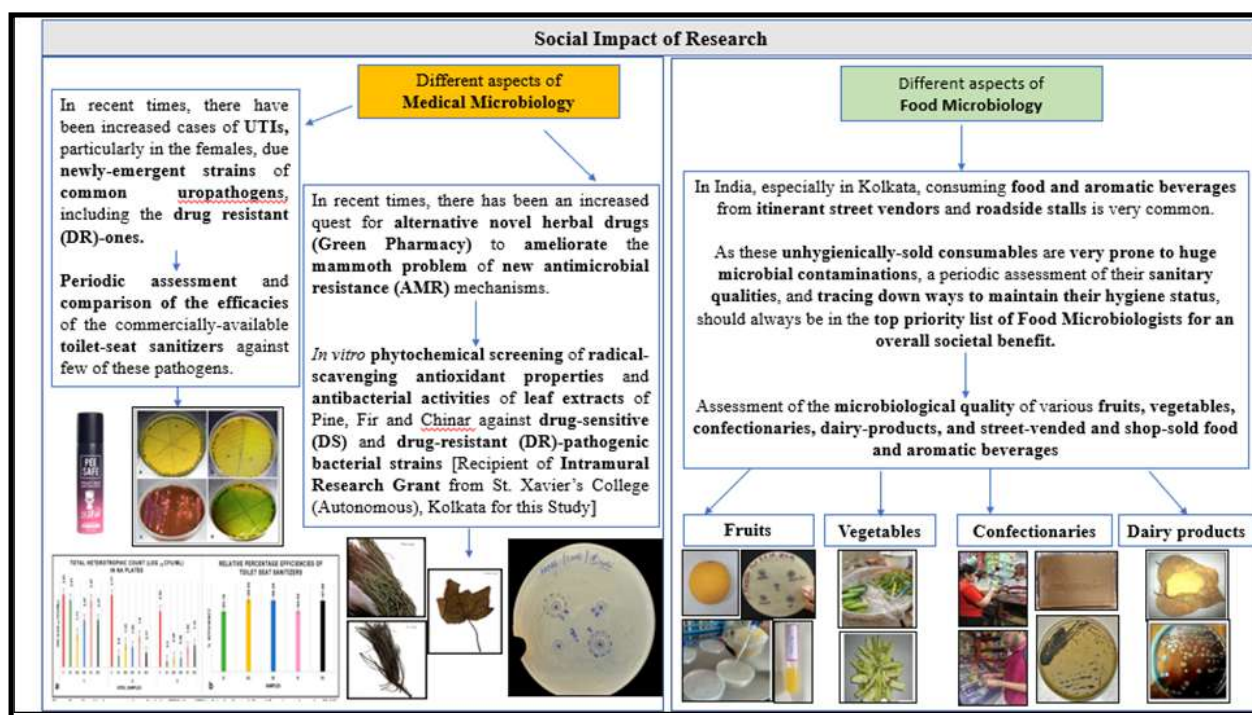 Social Impact of Research
Different aspects of
Medical Microbiology
In recent times, there have
been increased cases of UTIs,
particularly in the females, due
newly-emergent strains of
common uropathogens,
including the drug resistant
(DR)-ones.
Periodic assessment and
comparison of the efficacies
of the commercially-available
toilet-seat sanitizers against
few of these pathogens.
PEE
SAFE
TOTAL HETEROTROPHIC COUNT (LOG 10 CFU/ML)
IN NA PLATES
a
RELATIVE PERCENTAGE EFFICIENCIES OF
TOILET SEAT SANITIZERS
SAMPLES
b
In recent times, there has been an increased
quest for alternative novel herbal drugs
(Green Pharmacy) to ameliorate the
mammoth problem of new antimicrobial
resistance (AMR) mechanisms.
In vitro phytochemical screening of radical-
scavenging antioxidant properties and
antibacterial activities of leaf extracts of
Pine, Fir and Chinar against drug-sensitive
(DS) and drug-resistant (DR)-pathogenic
bacterial strains [Recipient of Intramural
Research Grant from St. Xavier’s College
(Autonomous), Kolkata for this Study]
Different aspects of
Food Microbiology
In India, especially in Kolkata, consuming food and aromatic beverages
from itinerant street vendors and roadside stalls is very common.
As these unhygienically-sold consumables are very prone to huge
microbial contaminations, a periodic assessment of their sanitary
qualities, and tracing down ways to maintain their hygiene status,
should always be in the top priority list of Food Microbiologists for an
overall societal benefit.
Assessment of the microbiological quality of various fruits, vegetables,
confectionaries, dairy-products, and street-vended and shop-sold food
and aromatic beverages
Fruits
Vegetables
Confectionaries
Dairy products